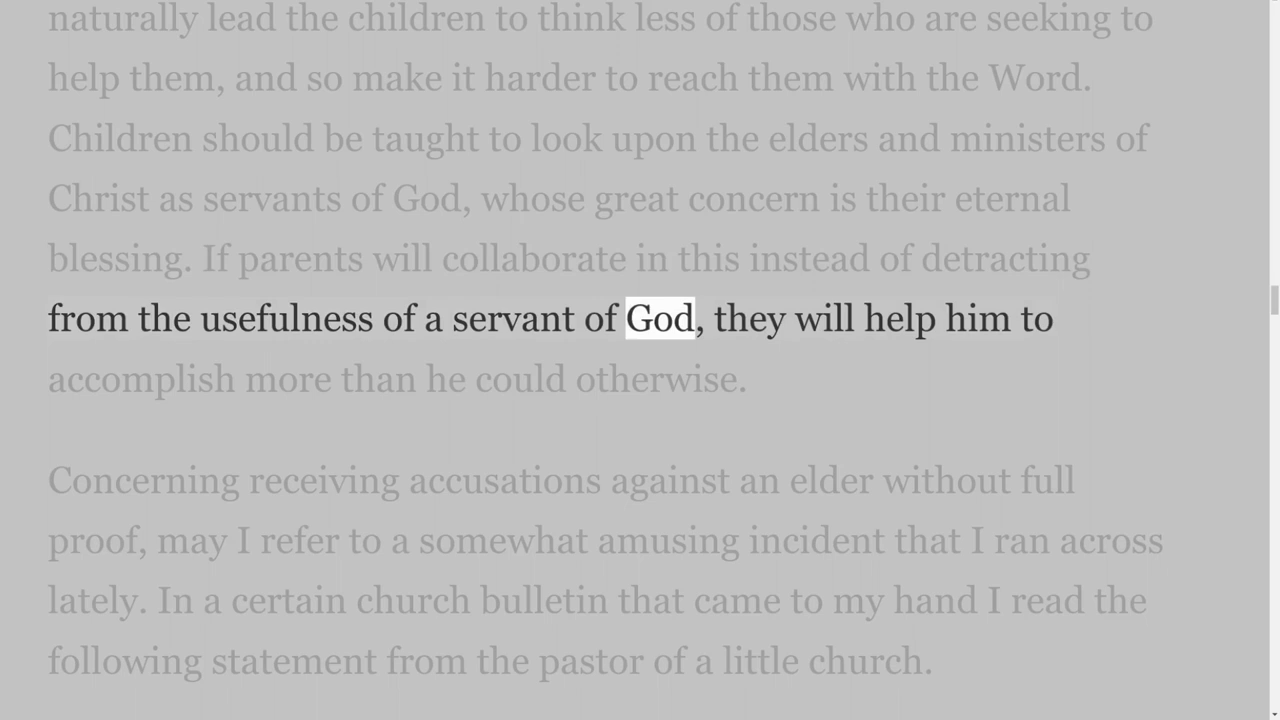 naturally lead the children to think less of those who are seeking to
help them, and so make it harder to reach them with the Word.
Children should be taught to look upon the elders and ministers of
Christ as servants of God, whose great concern is their eternal
blessing. If parents will collaborate in this instead of detracting
from the usefulness of a servant of God, they will help him to
accomplish more than he could otherwise.
Concerning receiving accusations against an elder without full
proof, may I refer to a somewhat amusing incident that I ran across
lately. In a certain church bulletin that came to my hand I read the
following statement from the pastor of a little church.